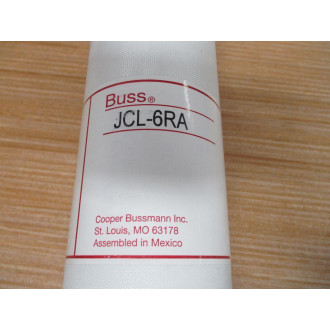 Buss®
JCL-6RA
Cooper Bussmann Inc.
St. Louis, MO 63178
Assembled in Mexico